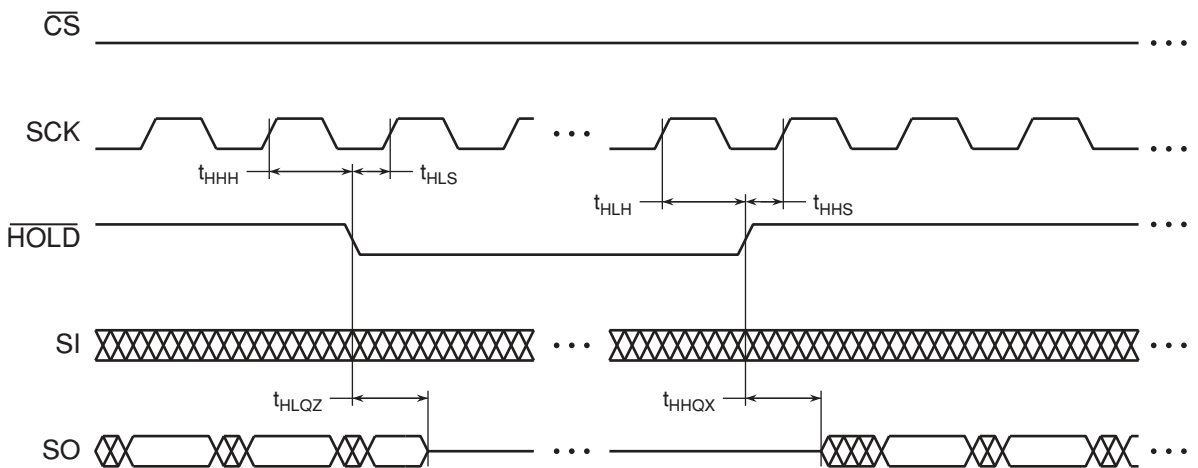 CS
• • •
SCK
• • •
• • •
tHHH
tHLS
tHLH
tHHS
HOLD
• • •
SI
• • •
• • •
tHLQZ
tHHQX
SO
• • •
• • •